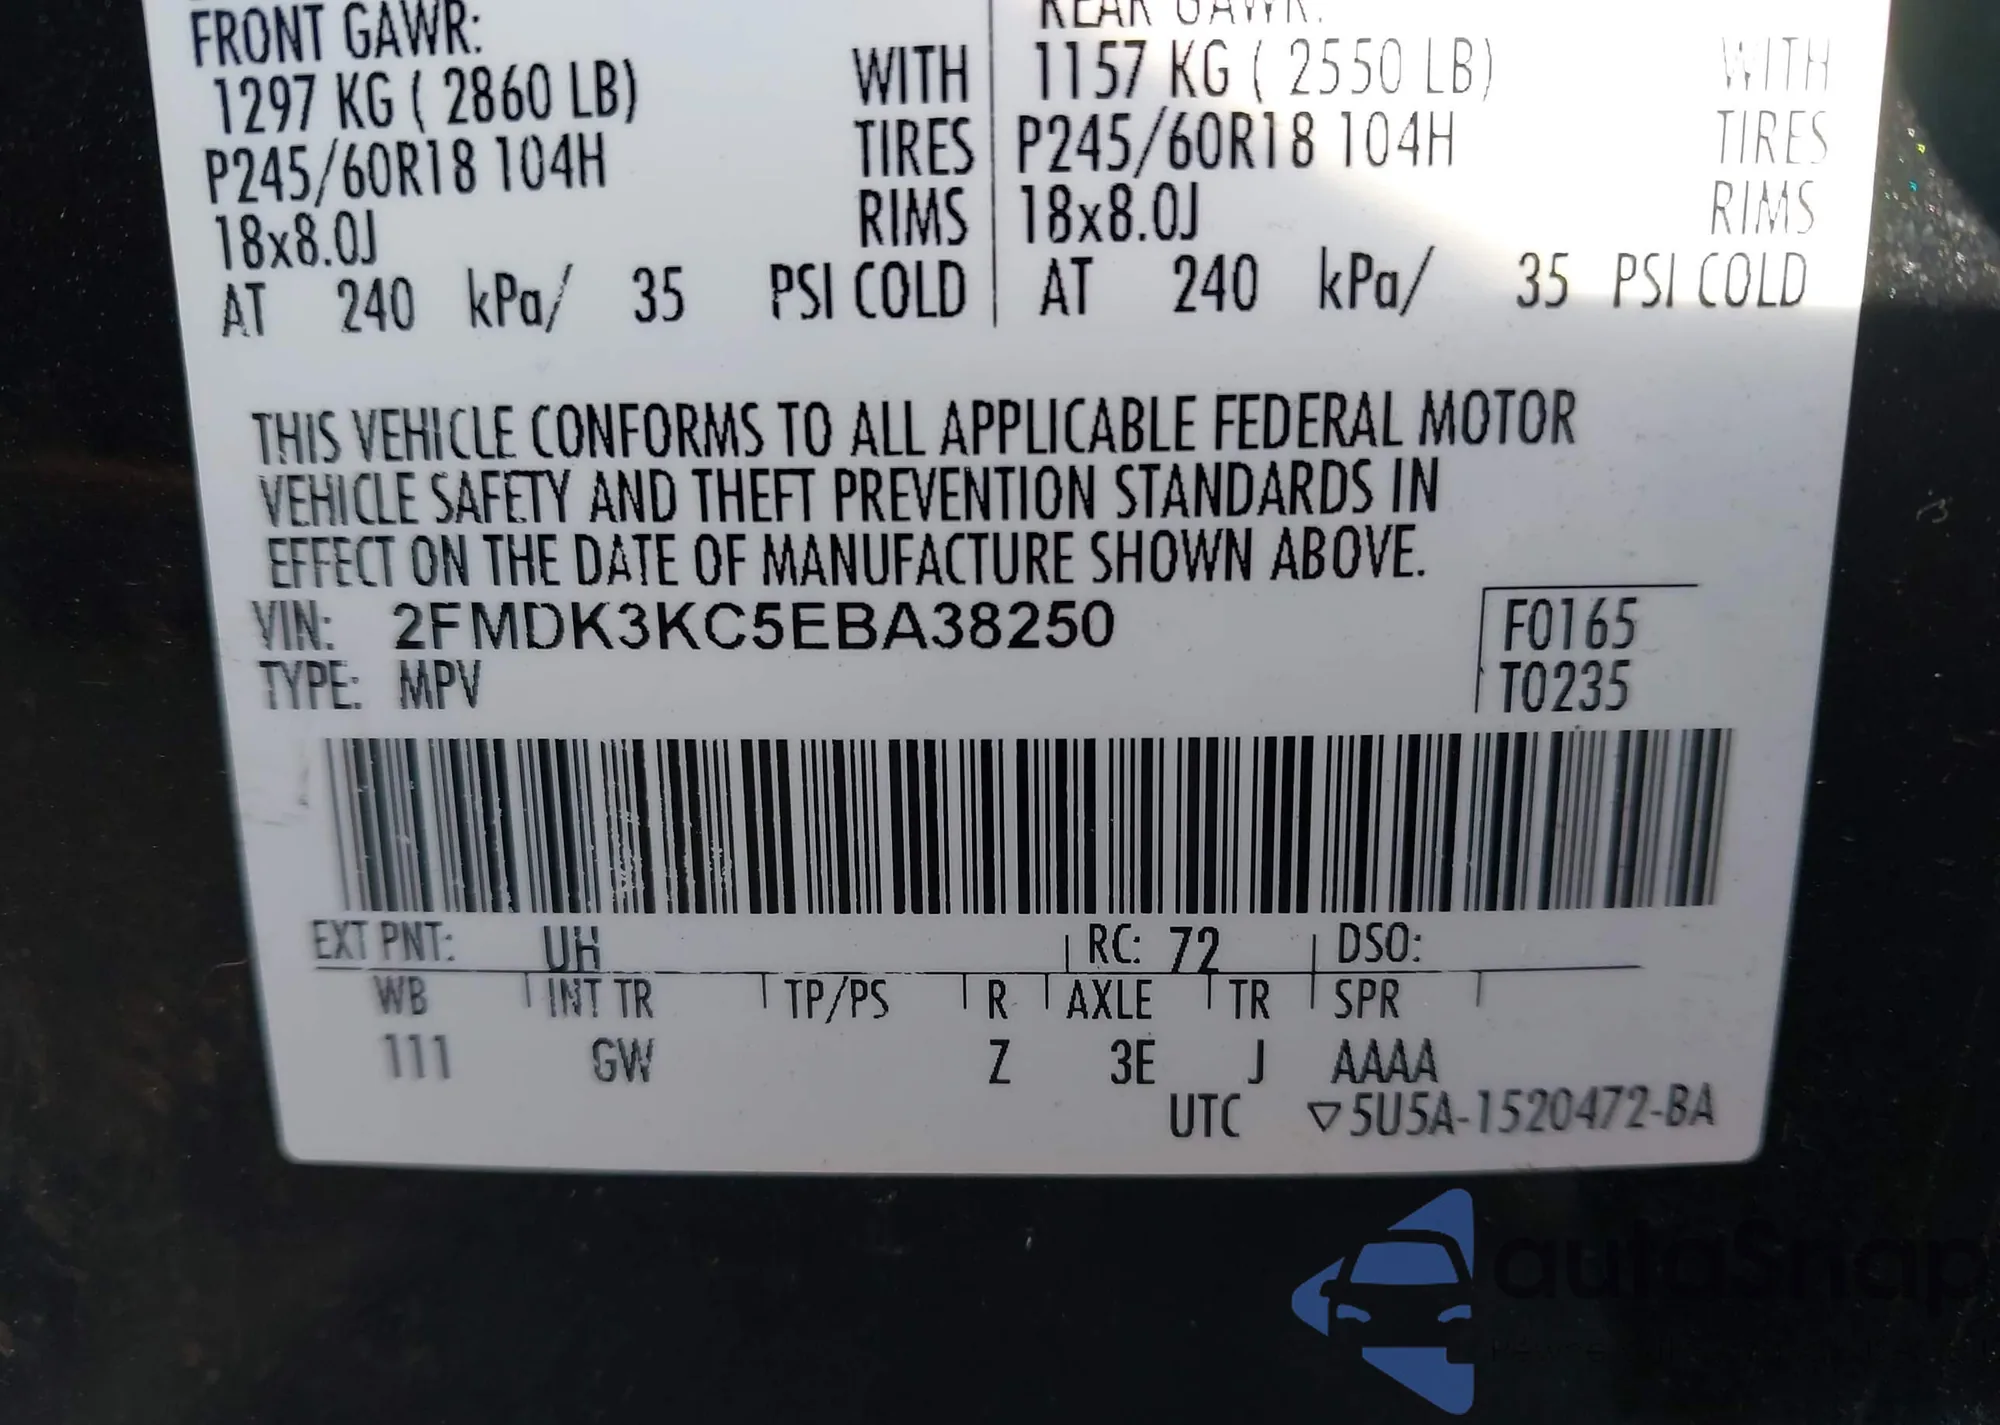 FRONT GAWR: REAR GAWR:
1297 KG ( 2860 LB) WITH 1157 KG ( 2550 LB) WITH
P245/60R18 104H TIRES P245/60R18 104H TIRES
18x8.0J RIMS 18x8.0J RIMS
AT 240 kPa/ 35 PSI COLD AT 240 kPa/ 35 PSI COLD
THIS VEHICLE CONFORMS TO ALL APPLICABLE FEDERAL MOTOR
VEHICLE SAFETY AND THEFT PREVENTION STANDARDS IN
EFFECT ON THE DATE OF MANUFACTURE SHOWN ABOVE.
VIN: 2FMDK3KC5EBA38250 F0165
TYPE: MPV T0235
EXT PNT: UH RC: 72 DSO:
WB INT TR TP/PS R AXLE TR SPR
111 GW Z 3E J AAAA
UTC ▽5U5A-1520472-BA
autoSnap